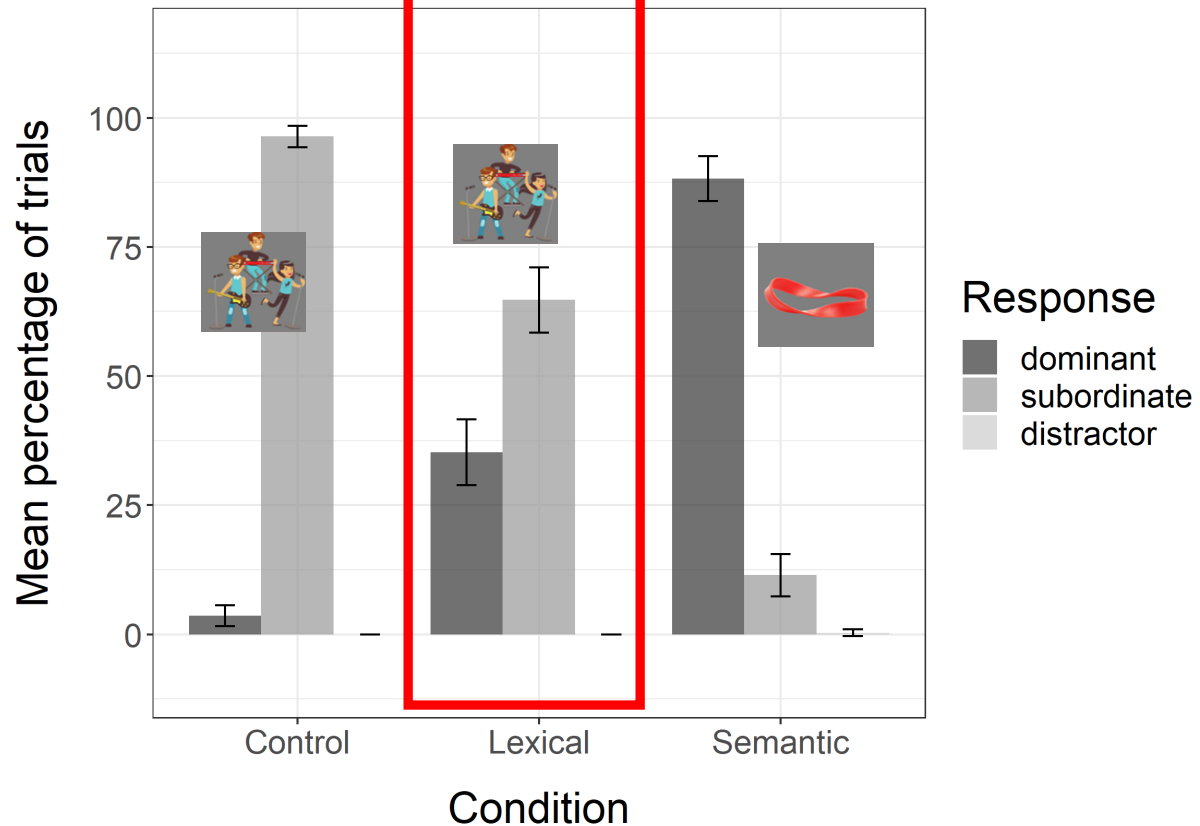 Mean percentage of trials
100
75
50
25
0
Control Lexical Semantic
Condition
Response
dominant
subordinate
distractor